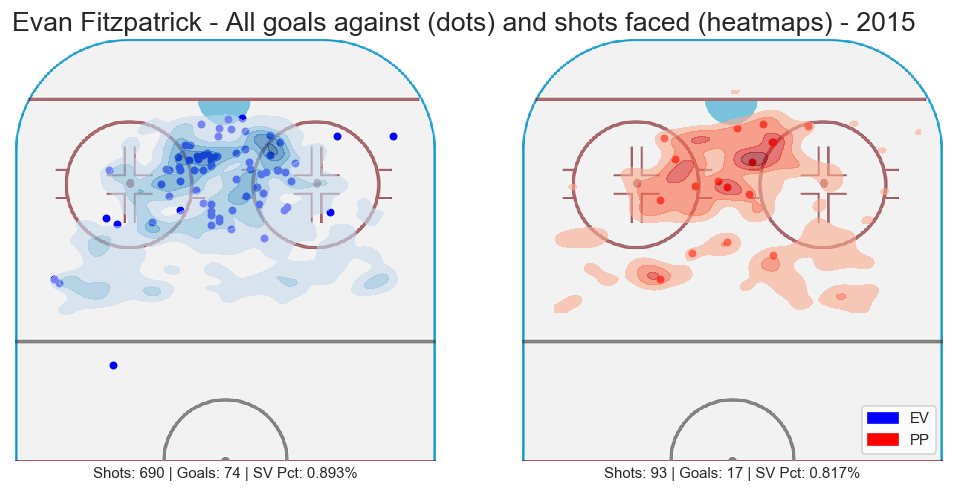 Evan Fitzpatrick - All goals against (dots) and shots faced (heatmaps) - 2015
EV
PP
Shots: 690 | Goals: 74 | SV Pct: 0.893%
Shots: 93 | Goals: 17 | SV Pct: 0.817%